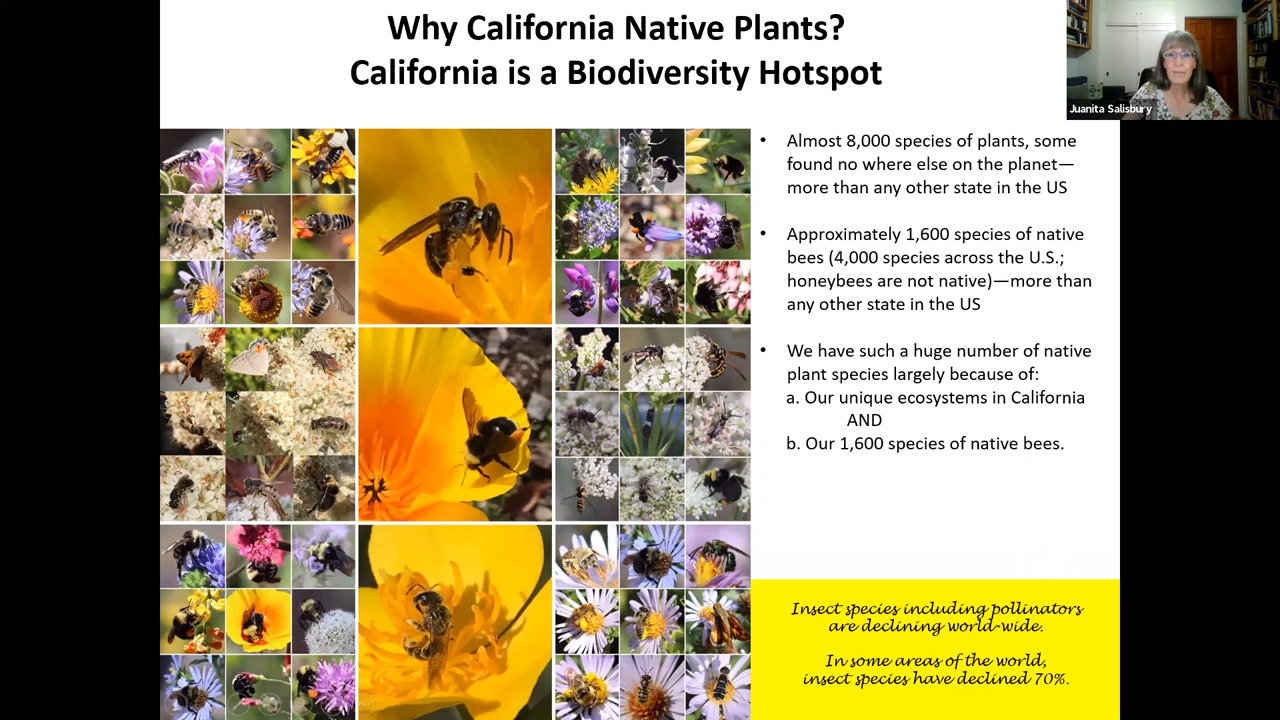 Why California Native Plants?
California is a Biodiversity Hotspot
Juanita Salisbury
• Almost 8,000 species of plants, some
found no where else on the planet—
more than any other state in the US
• Approximately 1,600 species of native
bees (4,000 species across the U.S.;
honeybees are not native)—more than
any other state in the US
• We have such a huge number of native
plant species largely because of:
a. Our unique ecosystems in California
AND
b. Our 1,600 species of native bees.
Insect species including pollinators
are declining world-wide.
In some areas of the world,
insect species have declined 70%.